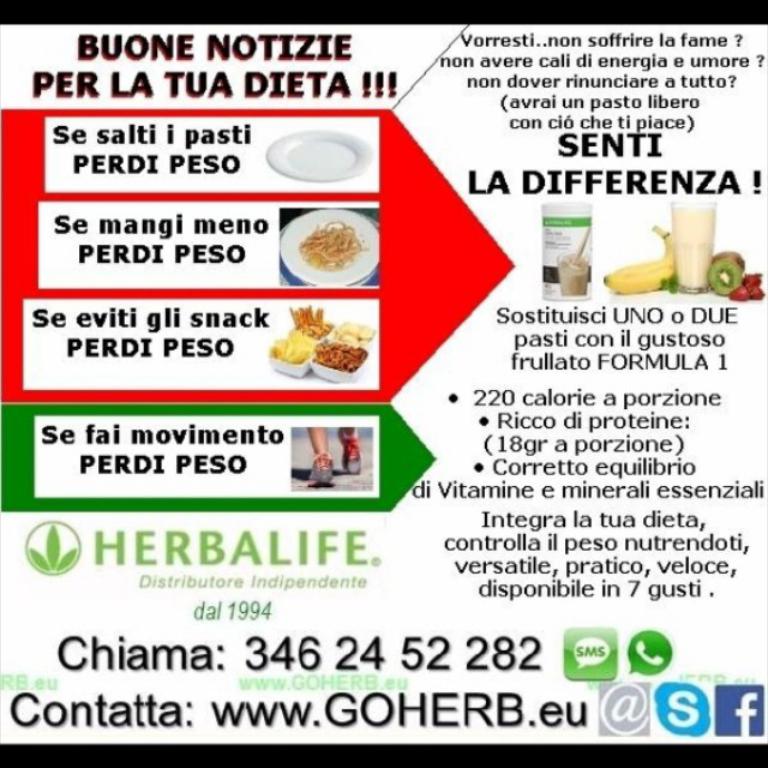 BUONE NOTIZIE
PER LA TUA DIETA !!!
Se salti i pasti
PERDI PESO
Se mangi meno
PERDI PESO
Se eviti gli snack
PERDI PESO
Se fai movimento
PERDI PESO
Vorresti..non soffrire la fame ?
non avere cali di energia e umore ?
non dover rinunciare a tutto?
(avrai un pasto libero
con ció che ti piace)
SENTI
LA DIFFERENZA !
Sostituisci UNO o DUE
pasti con il gustoso
frullato FORMULA 1
• 220 calorie a porzione
• Ricco di proteine:
(18gr a porzione)
• Corretto equilibrio
di Vitamine e minerali essenziali
Integra la tua dieta,
controlla il peso nutrendoti,
versatile, pratico, veloce,
disponibile in 7 gusti .
HERBALIFE®
Distributore Indipendente
dal 1994
Chiama: 346 24 52 282 SMS
RB.eu www.GOHERB.eu
Contatta: www.GOHERB.eu @ S f